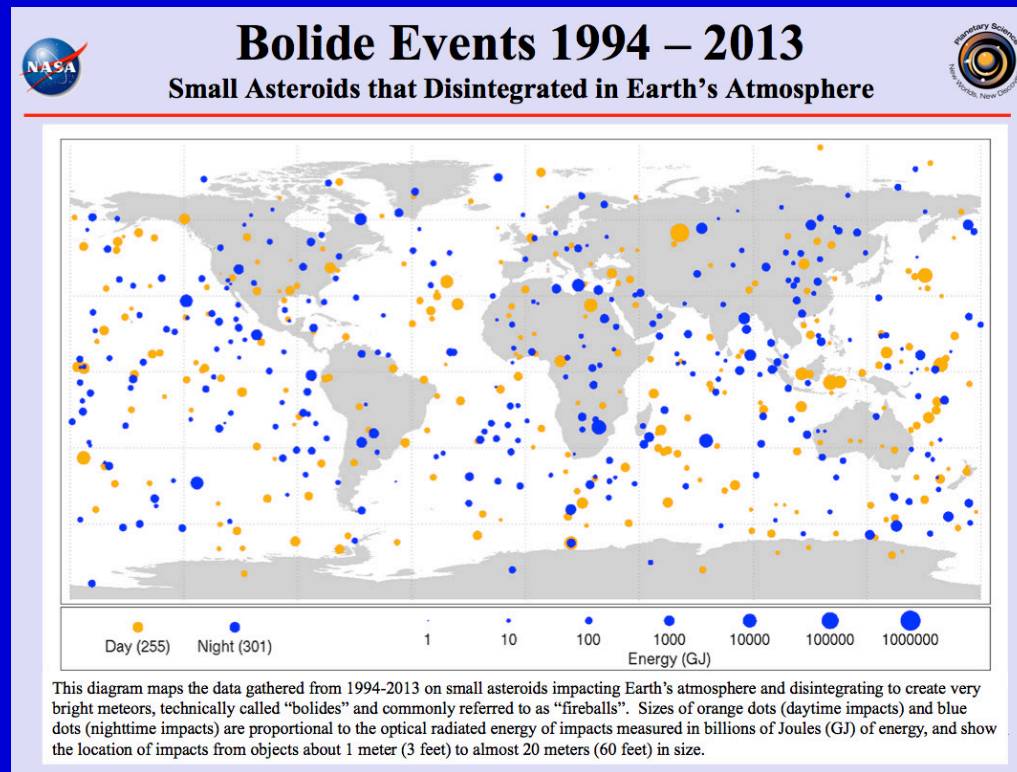 NASA
Bolide Events 1994 – 2013
Small Asteroids that Disintegrated in Earth's Atmosphere
Planetary Science
New Worlds, New
Day (255) Night (301)
1 10 100 1000 10000 100000 1000000
Energy (GJ)
This diagram maps the data gathered from 1994-2013 on small asteroids impacting Earth's atmosphere and disintegrating to create very
bright meteors, technically called “bolides” and commonly referred to as “fireballs”. Sizes of orange dots (daytime impacts) and blue
dots (nighttime impacts) are proportional to the optical radiated energy of impacts measured in billions of Joules (GJ) of energy, and show
the location of impacts from objects about 1 meter (3 feet) to almost 20 meters (60 feet) in size.